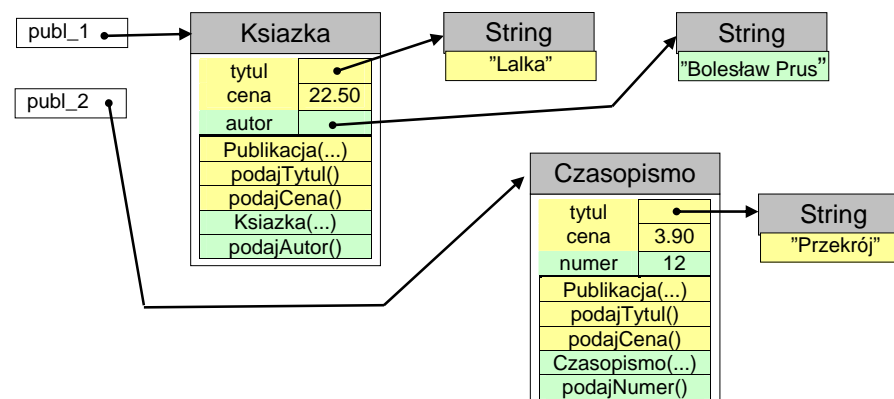 publ_1
publ_2
Ksiazka
tytul
cena 22.50
autor
Publikacja(...)
podajTytul()
podajCena()
Ksiazka(...)
podajAutor()
String
"Lalka"
String
"Bolesław Prus"
Czasopismo
tytul
cena 3.90
numer 12
Publikacja(...)
podajTytul()
podajCena()
Czasopismo(...)
podajNumer()
String
"Przekrój"